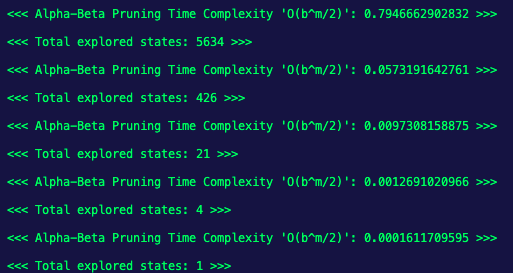 <<< Alpha-Beta Pruning Time Complexity 'O(b^m/2)': 0.7946662902832 >>>
<<< Total explored states: 5634 >>>
<<< Alpha-Beta Pruning Time Complexity 'O(b^m/2)': 0.0573191642761 >>>
<<< Total explored states: 426 >>>
<<< Alpha-Beta Pruning Time Complexity 'O(b^m/2)': 0.0097308158875 >>>
<<< Total explored states: 21 >>>
<<< Alpha-Beta Pruning Time Complexity 'O(b^m/2)': 0.0012691020966 >>>
<<< Total explored states: 4 >>>
<<< Alpha-Beta Pruning Time Complexity 'O(b^m/2)': 0.0001611709595 >>>
<<< Total explored states: 1 >>>